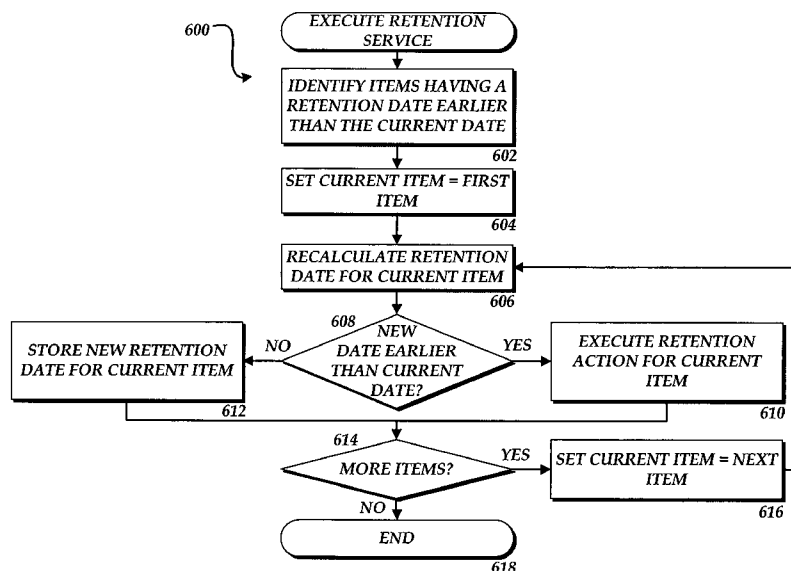 EXECUTE RETENTION
SERVICE
600
IDENTIFY ITEMS HAVING A
RETENTION DATE EARLIER
THAN THE CURRENT DATE
602
SET CURRENT ITEM = FIRST
ITEM
604
RECALCULATE RETENTION
DATE FOR CURRENT ITEM
606
608
NEW
DATE EARLIER
THAN CURRENT
DATE?
NO
YES
STORE NEW RETENTION
DATE FOR CURRENT ITEM
612
EXECUTE RETENTION
ACTION FOR CURRENT
ITEM
610
614
MORE ITEMS?
YES
SET CURRENT ITEM = NEXT
ITEM
616
NO
END
618